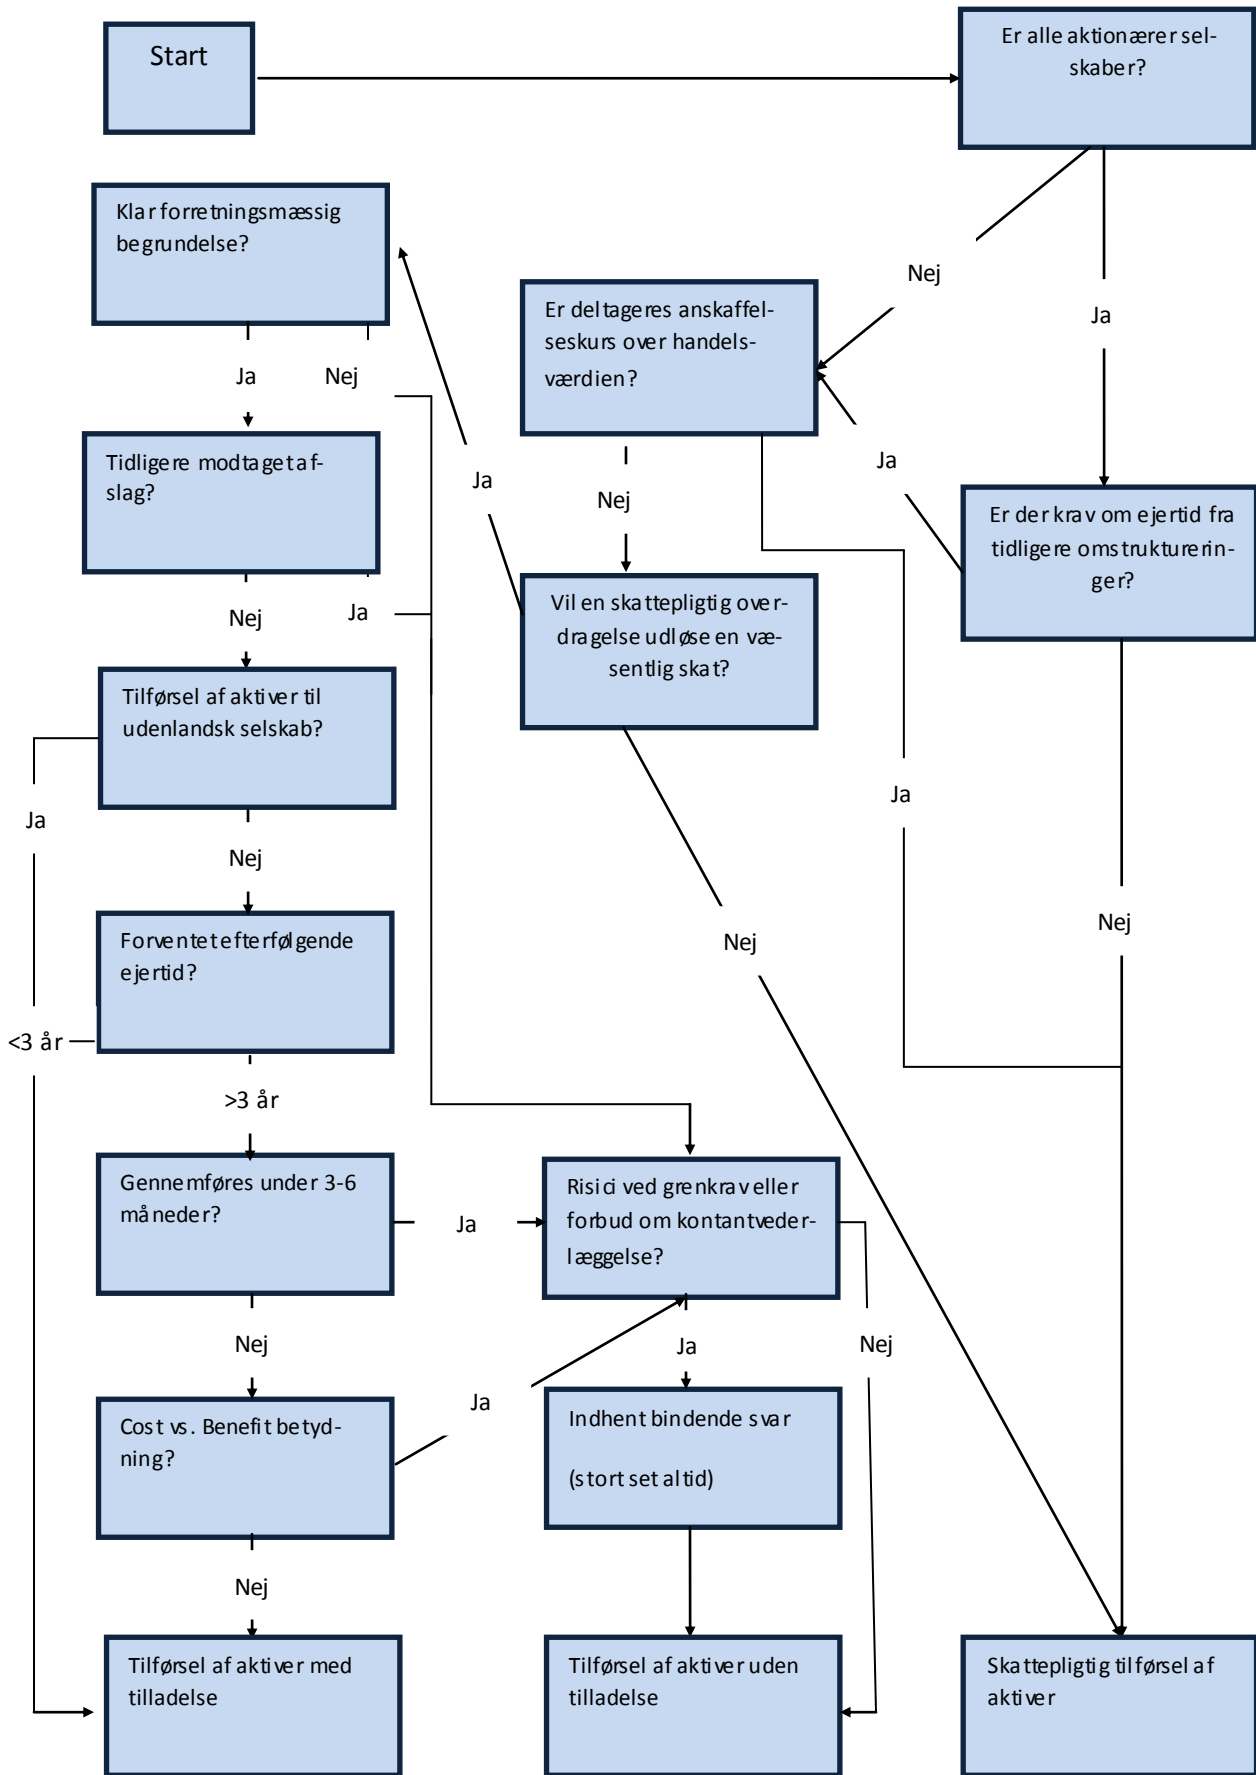 Start
Er alle aktionærer sel-
skaber?
Klar forretningsmæssig
begrundelse?
Nej
Er deltageres anskaffel-
seskurs over handels-
værdien?
Ja
Ja
Nej
Tidligere modtaget af-
slag?
Ja
Ja
Nej
Er der krav om ejertid fra
tidligere omstrukturerin-
ger?
Nej
Ja
Vil en skattepligtig over-
dragelse udløse en væ-
sentlig skat?
Tilførsel af aktiver til
udenlandsk selskab?
Ja
Ja
Nej
Forventet efterfølgende
ejertid?
Nej
Nej
<3 år
>3 år
Gennemføres under 3-6
måneder?
Ja
Risici ved grenkrav eller
forbud om kontantveder-
læggelse?
Nej
Ja
Nej
Cost vs. Benefit betyd-
ning?
Ja
Indhent bindende svar
(stort set altid)
Nej
Tilførsel af aktiver med
tilladelse
Tilførsel af aktiver uden
tilladelse
Skattepligtig tilførsel af
aktiver